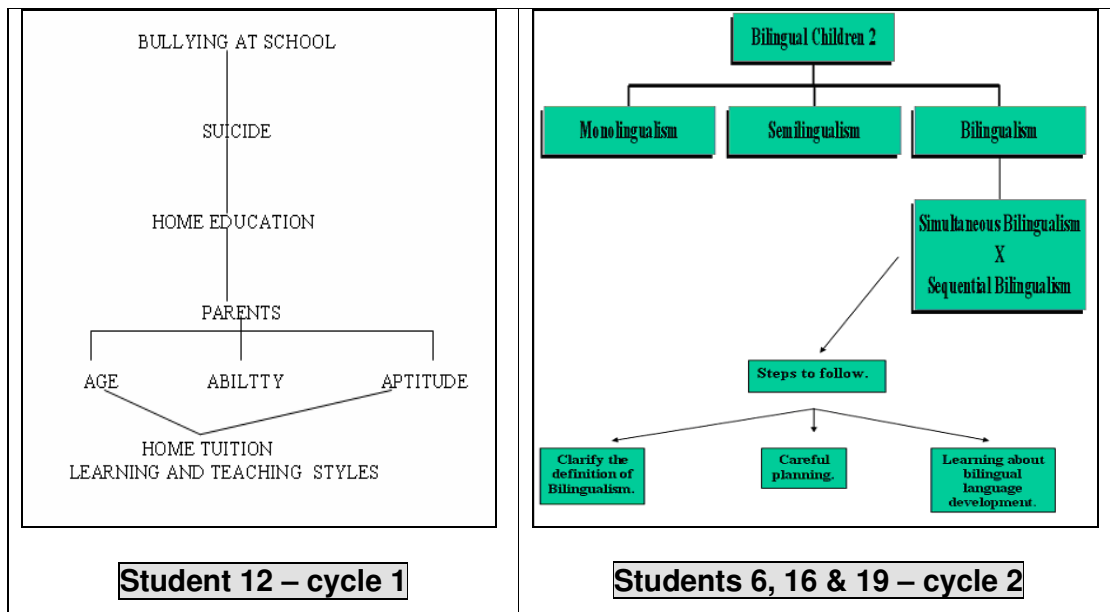 BULLYING AT SCHOOL
SUICIDE
HOME EDUCATION
PARENTS
AGE ABILTTY APTITUDE
HOME TUITION
LEARNING AND TEACHING STYLES
Student 12 – cycle 1
Bilingual Children 2
Monolingualism Semilingualism Bilingualism
Simultaneous Bilingualism
X
Sequential Bilingualism
Steps to follow.
Clarify the
definition of
Bilingualism.
Careful
planning.
Learning about
bilingual
language
development.
Students 6, 16 & 19 – cycle 2